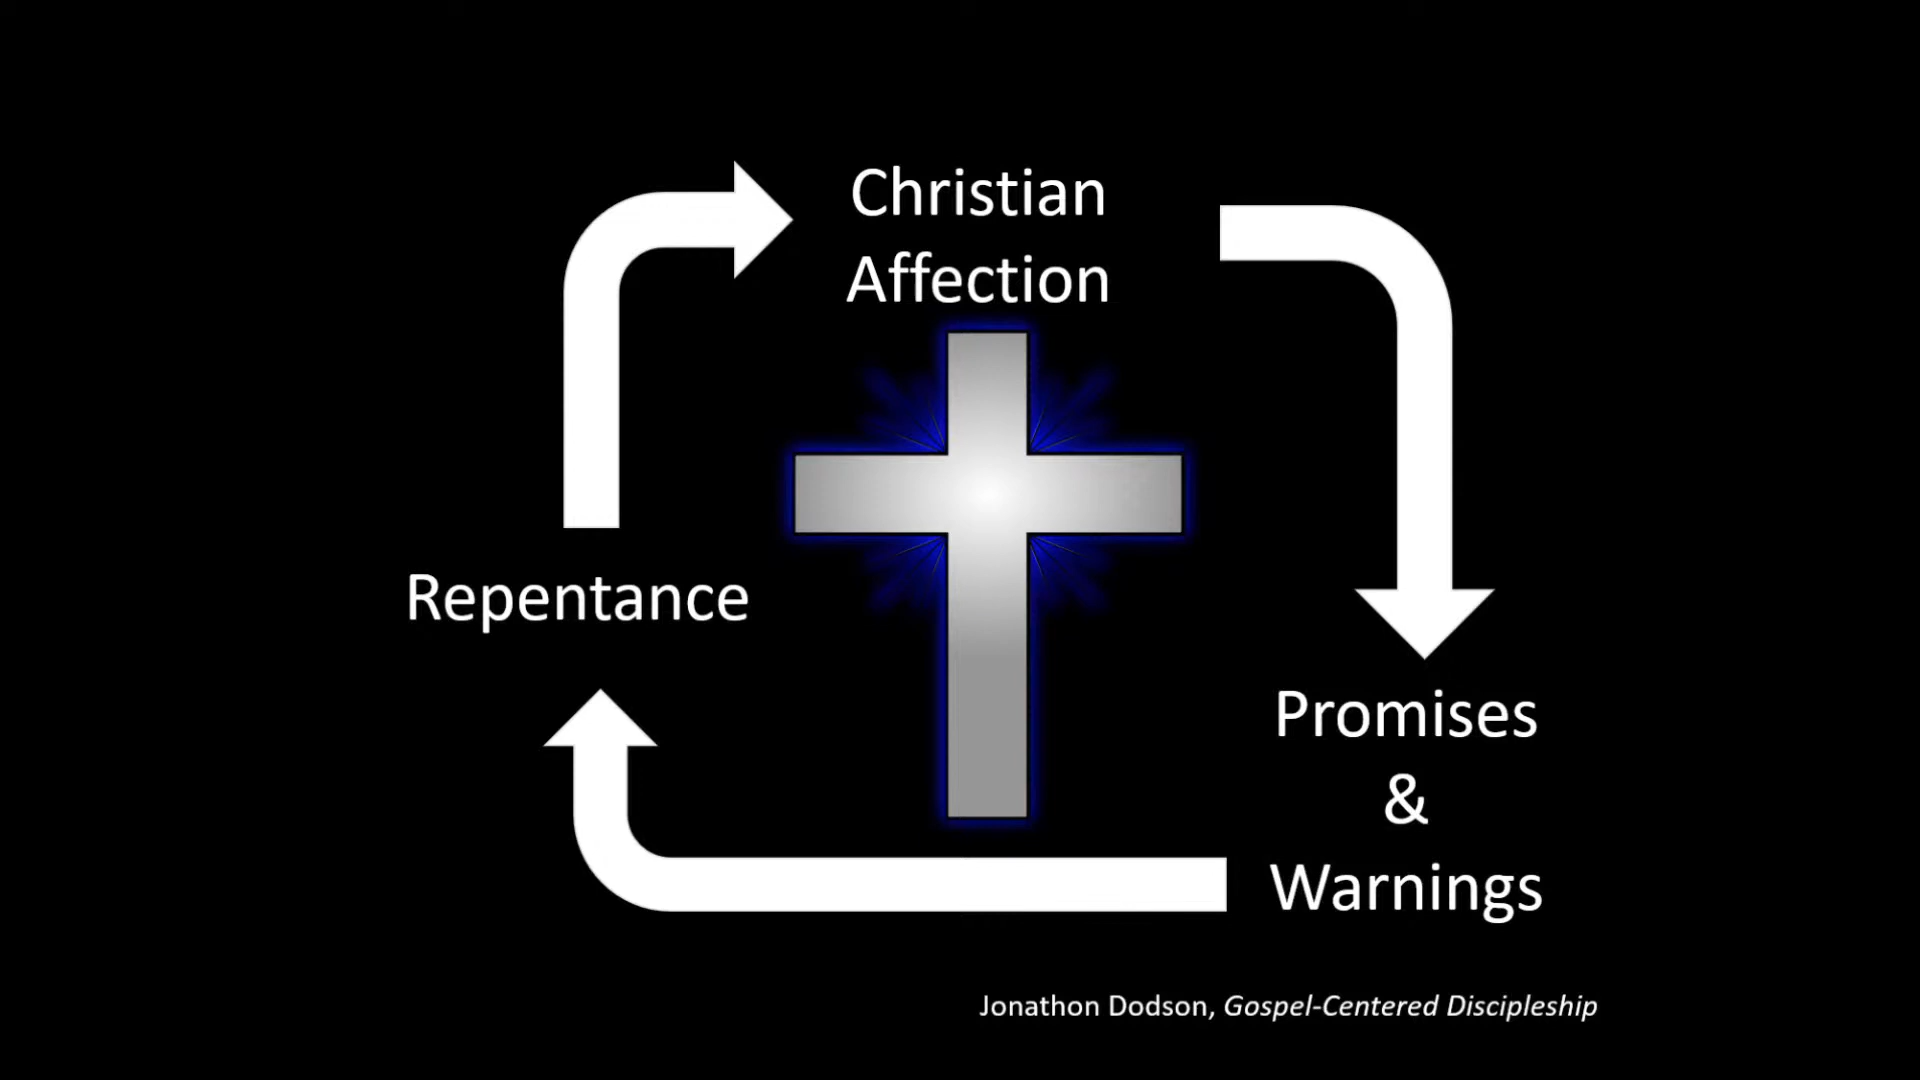 Christian
Affection
Repentance
Promises
&
Warnings
Jonathon Dodson, Gospel-Centered Discipleship